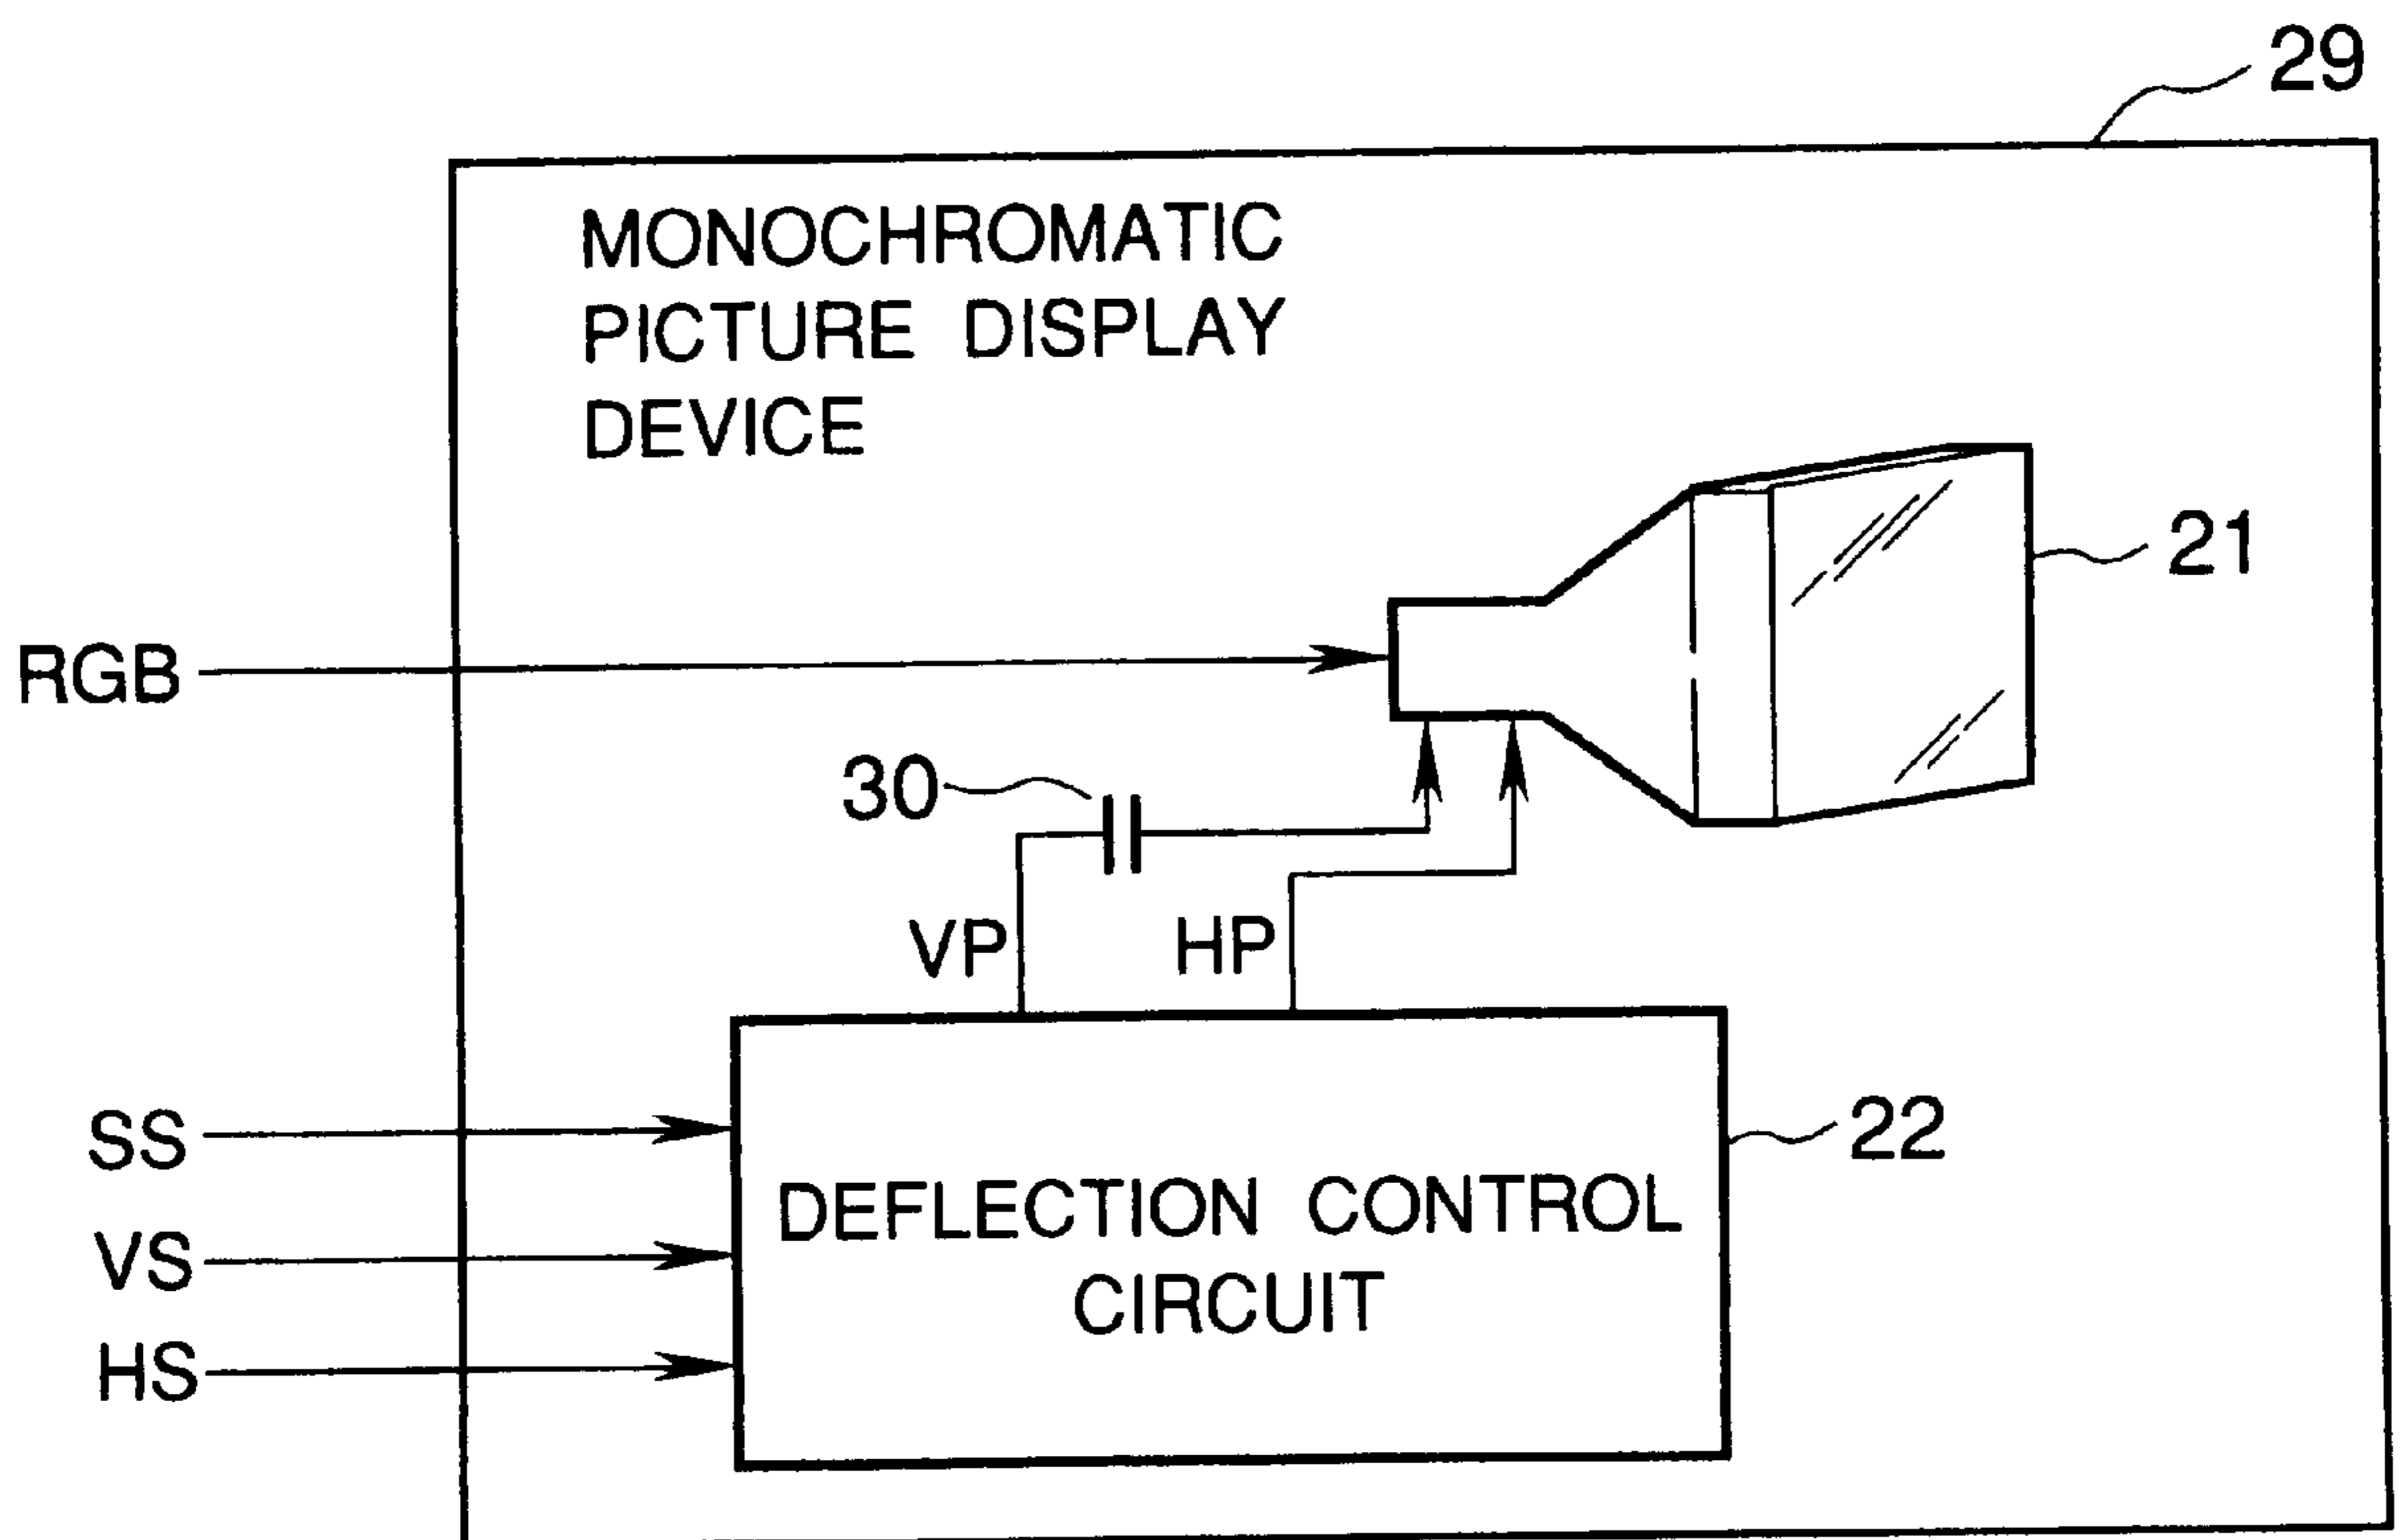 29
MONOCHROMATIC
PICTURE DISPLAY
DEVICE
21
RGB
30
VP
HP
SS
22
VS
DEFLECTION CONTROL
CIRCUIT
HS